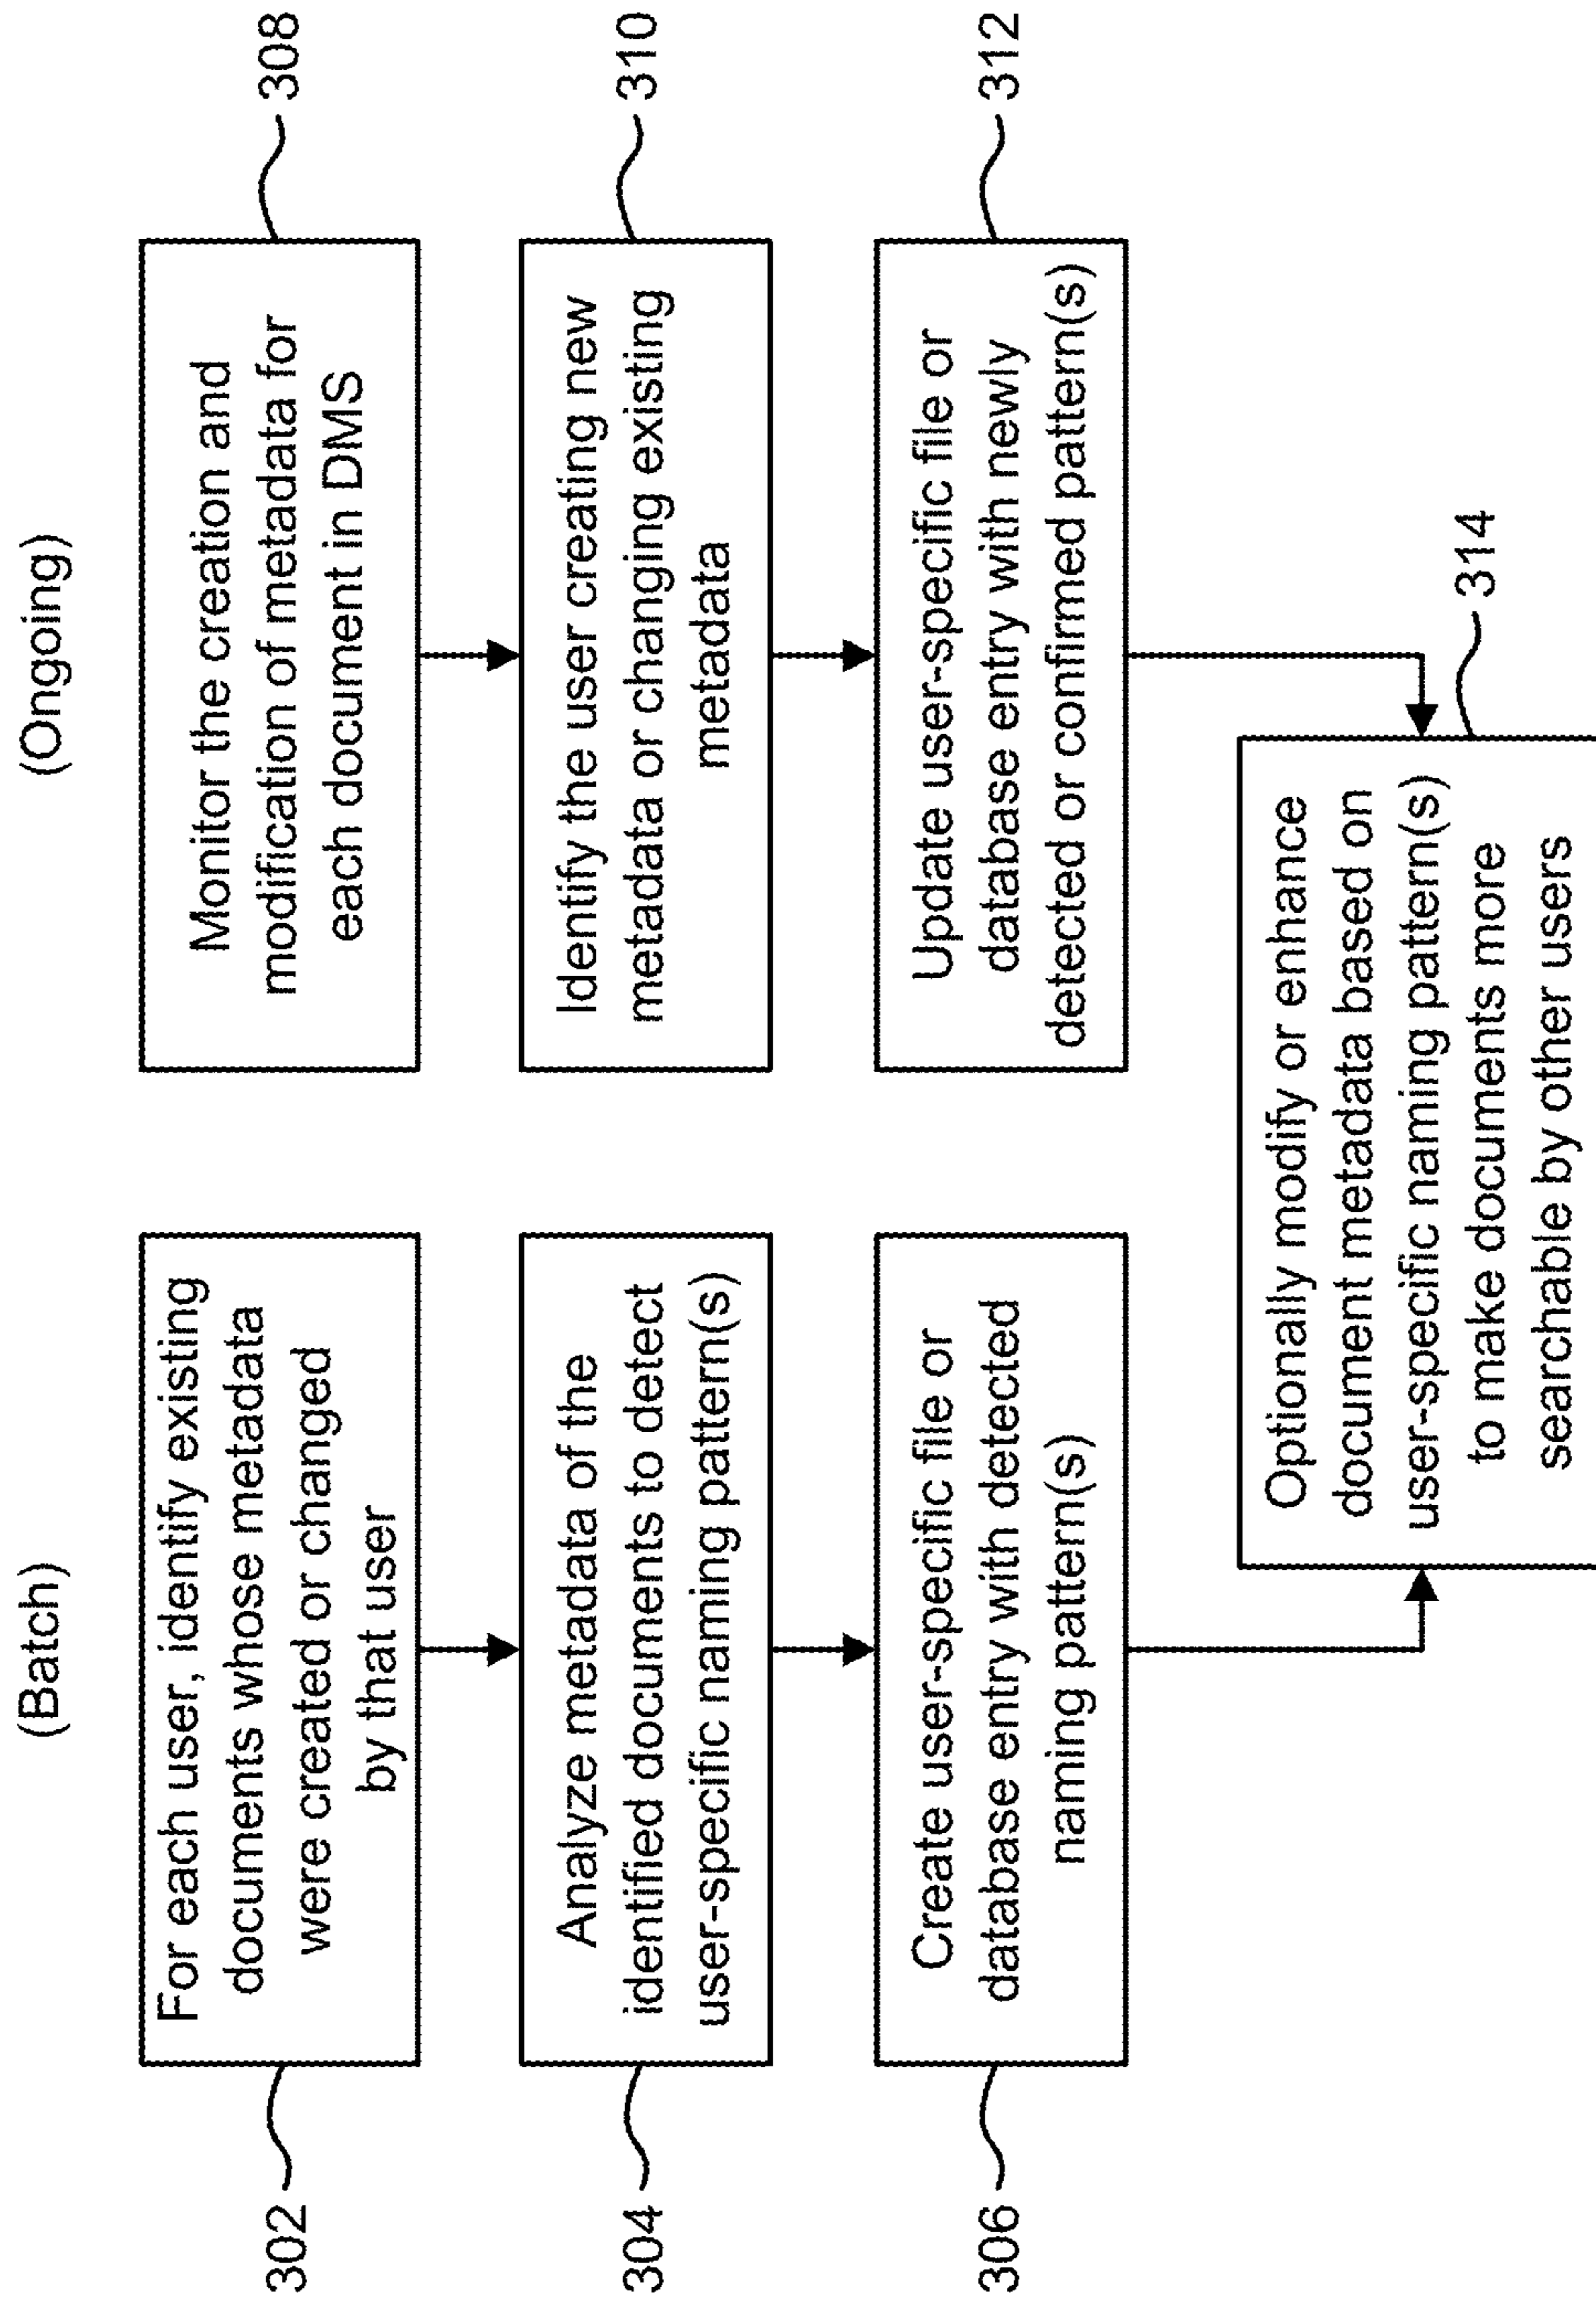 (Batch)
302
For each user, identify existing
documents whose metadata
were created or changed
by that user
304
Analyze metadata of the
identified documents to detect
user-specific naming pattern(s)
306
Create user-specific file or
database entry with detected
naming pattern(s)
(Ongoing)
308
Monitor the creation and
modification of metadata for
each document in DMS
310
Identify the user creating new
metadata or changing existing
metadata
312
Update user-specific file or
database entry with newly
detected or confirmed pattern(s)
314
Optionally modify or enhance
document metadata based on
user-specific naming pattern(s)
to make documents more
searchable by other users